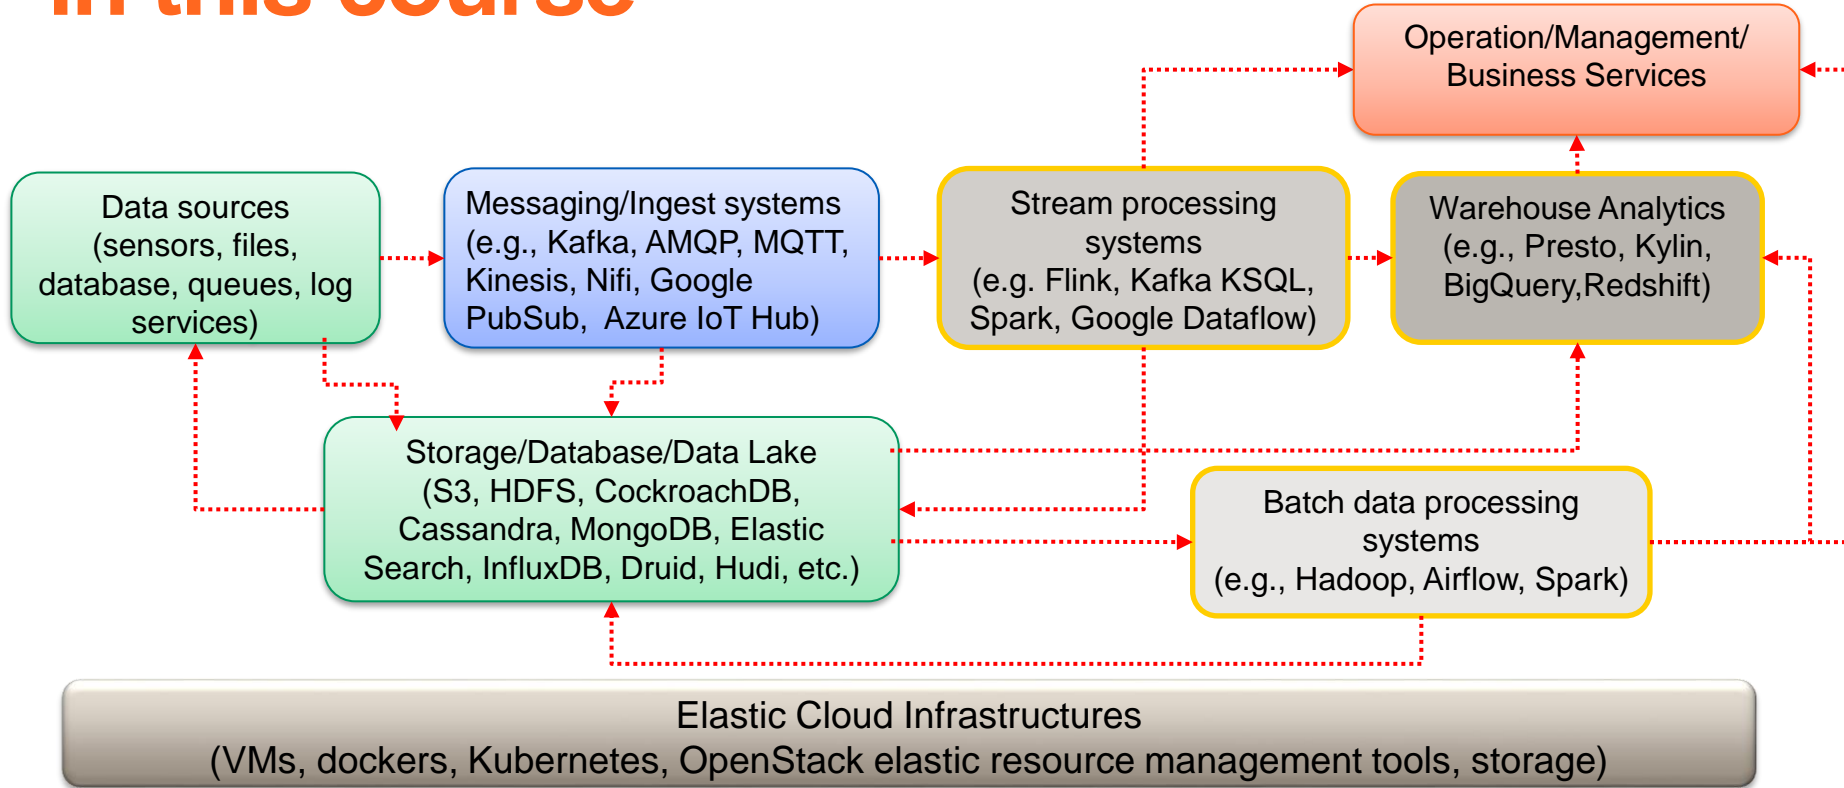 in this course
Operation/Management/
Business Services
Data sources
(sensors, files,
database, queues, log
services)
Messaging/Ingest systems
(e.g., Kafka, AMQP, MQTT,
Kinesis, Nifi, Google
PubSub,  Azure IoT Hub)
Stream processing
systems
(e.g. Flink, Kafka KSQL,
Spark, Google Dataflow)
Warehouse Analytics
(e.g., Presto, Kylin,
BigQuery,Redshift)
Storage/Database/Data Lake
(S3, HDFS, CockroachDB,
Cassandra, MongoDB, Elastic
Search, InfluxDB, Druid, Hudi, etc.)
Batch data processing
systems
(e.g., Hadoop, Airflow, Spark)
Elastic Cloud Infrastructures
(VMs, dockers, Kubernetes, OpenStack elastic resource management tools, storage)